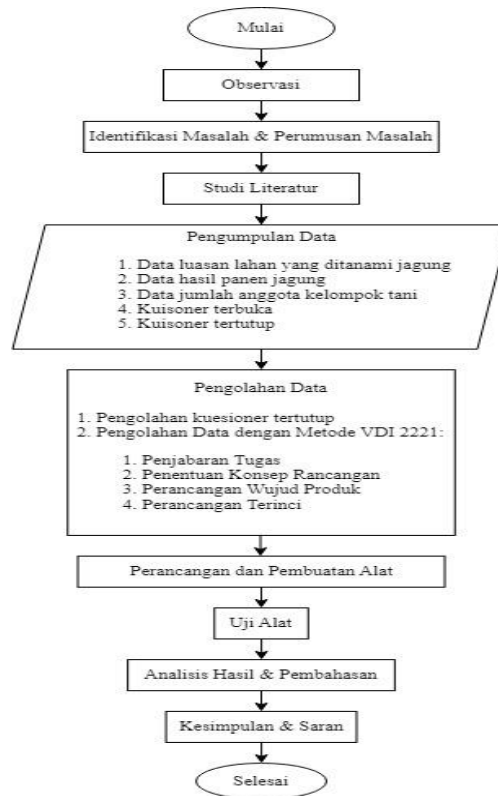 Mulai
Observasi
Identifikasi Masalah & Perumusan Masalah
Studi Literatur
Pengumpulan Data
1. Data luasan lahan yang ditanami jagung
2. Data hasil panen jagung
3. Data jumlah anggota kelompok tani
4. Kuisoner terbuka
5. Kuisoner tertutup
Pengolahan Data
1. Pengolahan kuesioner tertutup
2. Pengolahan Data dengan Metode VDI 2221:
1. Penjabaran Tugas
2. Penentuan Konsep Rancangan
3. Perancangan Wujud Produk
4. Perancangan Terinci
Perancangan dan Pembuatan Alat
Uji Alat
Analisis Hasil & Pembahasan
Kesimpulan & Saran
Selesai